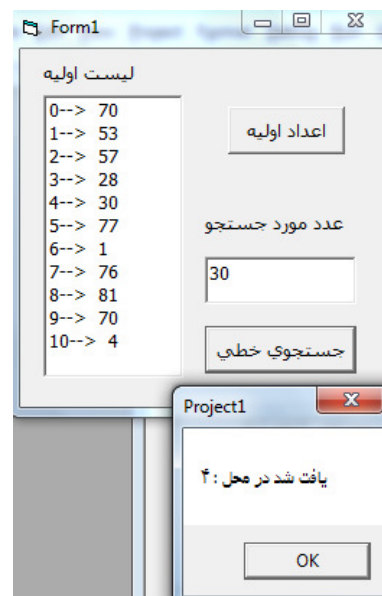 Form1
لیست اولیه
0--> 70
1--> 53
2--> 57
3--> 28
4--> 30
5--> 77
6--> 1
7--> 76
8--> 81
9--> 70
10--> 4
اعداد اولیه
عدد مورد جستجو
30
جستجوي خطي
Project1
یافت شد در محل : ۴
OK